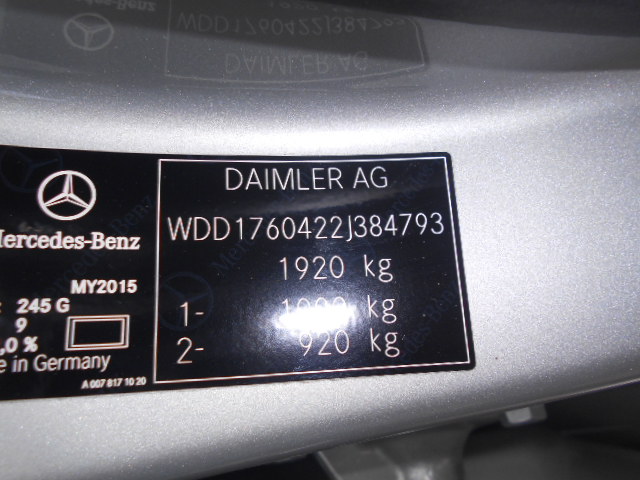 DAIMLER AG
WDD1760422J384793
1920 kg
1- kg
2- 920 kg
Mercedes-Benz
MY2015
245 G
9
,0 %
in Germany
A 007 817 10 20